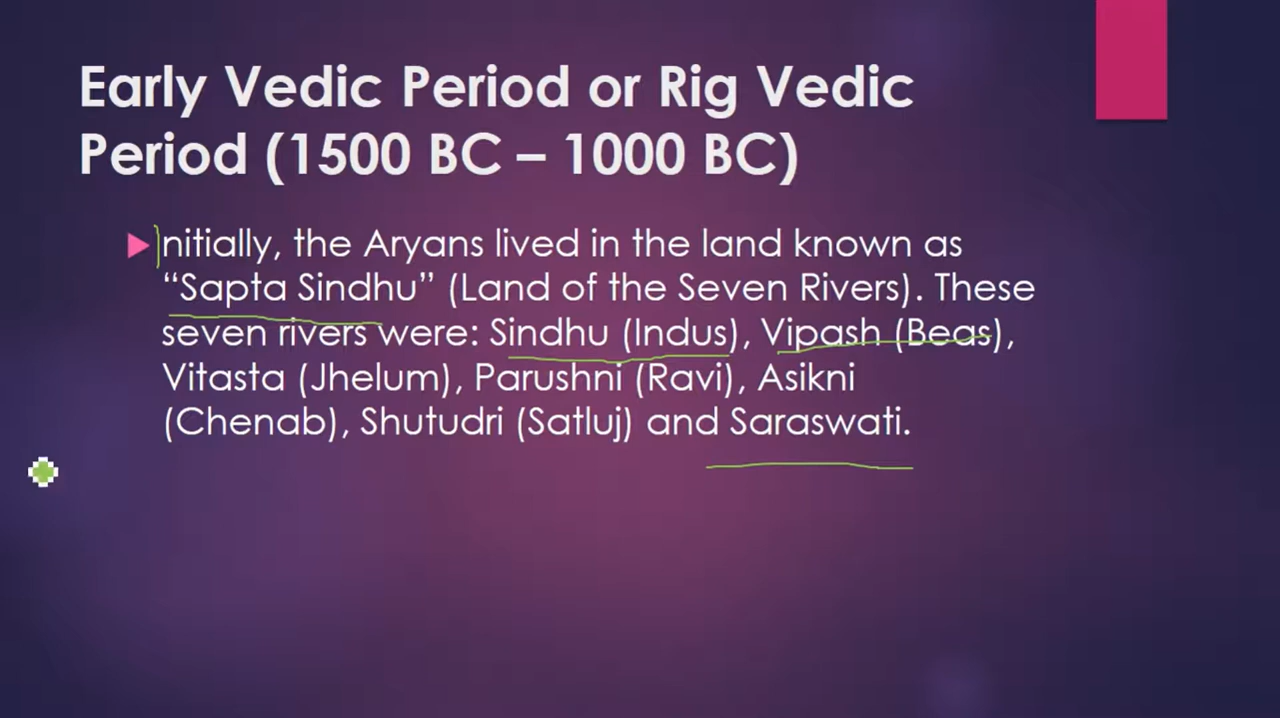 Early Vedic Period or Rig Vedic
Period (1500 BC – 1000 BC)
Initially, the Aryans lived in the land known as
“Sapta Sindhu” (Land of the Seven Rivers). These
seven rivers were: Sindhu (Indus), Vipash (Beas),
Vitasta (Jhelum), Parushni (Ravi), Asikni
(Chenab), Shutudri (Satluj) and Saraswati.